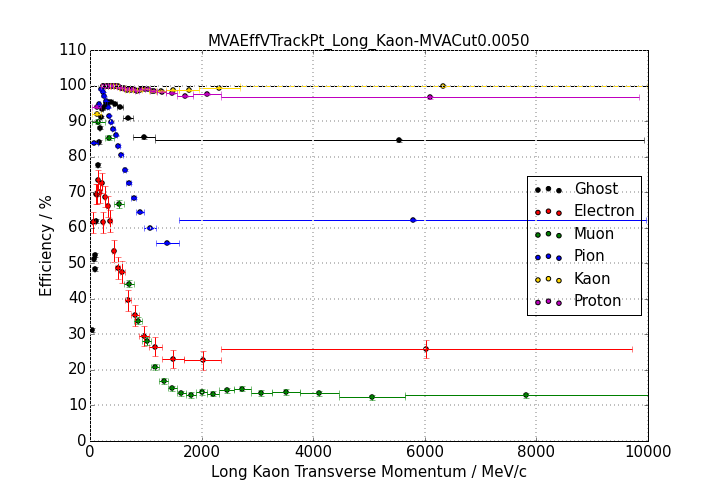 MVAEffVTrackPt_Long_Kaon-MVACut0.0050
110
100
90
80
70
60
50
40
30
20
10
0
Efficiency / %
Ghost
Electron
Muon
Pion
Kaon
Proton
0 2000 4000 6000 8000 10000
Long Kaon Transverse Momentum / MeV/c